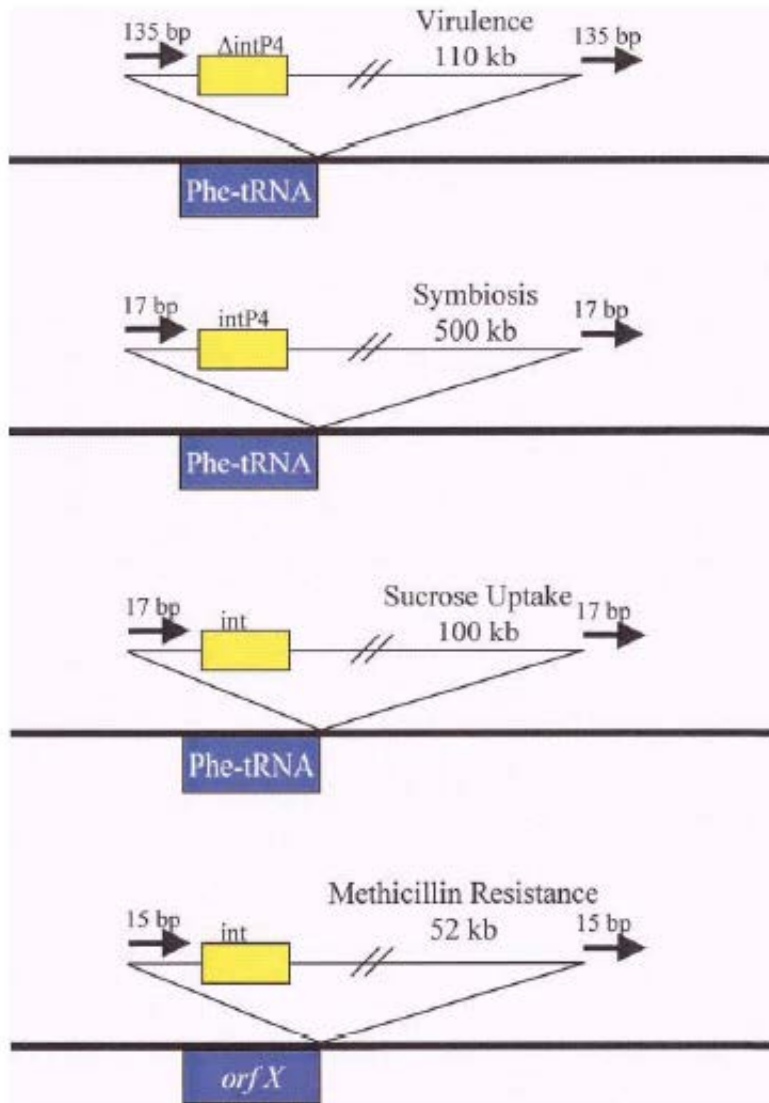 Virulence
135 bp ΔintP4 110 kb 135 bp
Phe-tRNA
Symbiosis
17 bp intP4 500 kb 17 bp
Phe-tRNA
Sucrose Uptake
17 bp int 100 kb 17 bp
Phe-tRNA
Methicillin Resistance
15 bp int 52 kb 15 bp
orf X